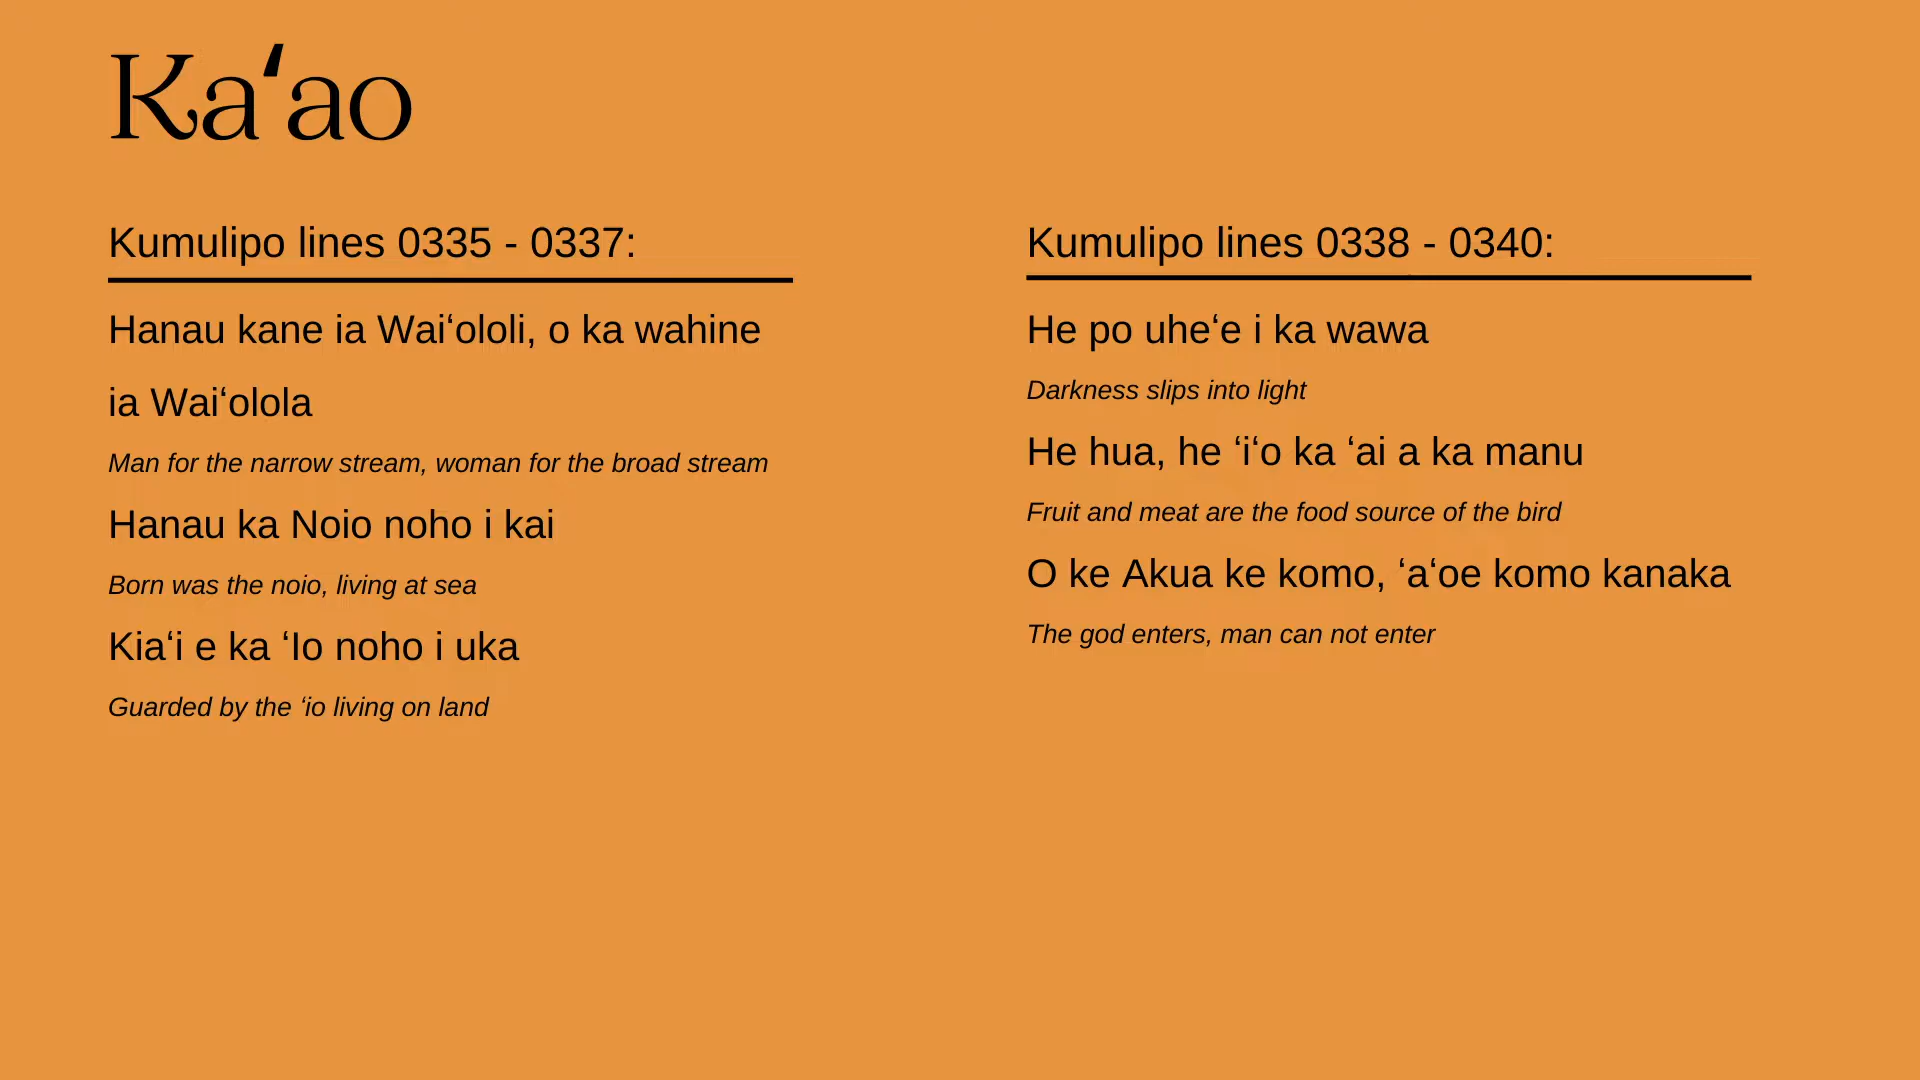 Kaʻao
Kumulipo lines 0335 - 0337:
Hanau kane ia Waiʻololi, o ka wahine
ia Waiʻolola
Man for the narrow stream, woman for the broad stream
Hanau ka Noio noho i kai
Born was the noio, living at sea
Kiaʻi e ka ʻIo noho i uka
Guarded by the ʻio living on land
Kumulipo lines 0338 - 0340:
He po uheʻe i ka wawa
Darkness slips into light
He hua, he ʻiʻo ka ʻai a ka manu
Fruit and meat are the food source of the bird
O ke Akua ke komo, ʻaʻoe komo kanaka
The god enters, man can not enter